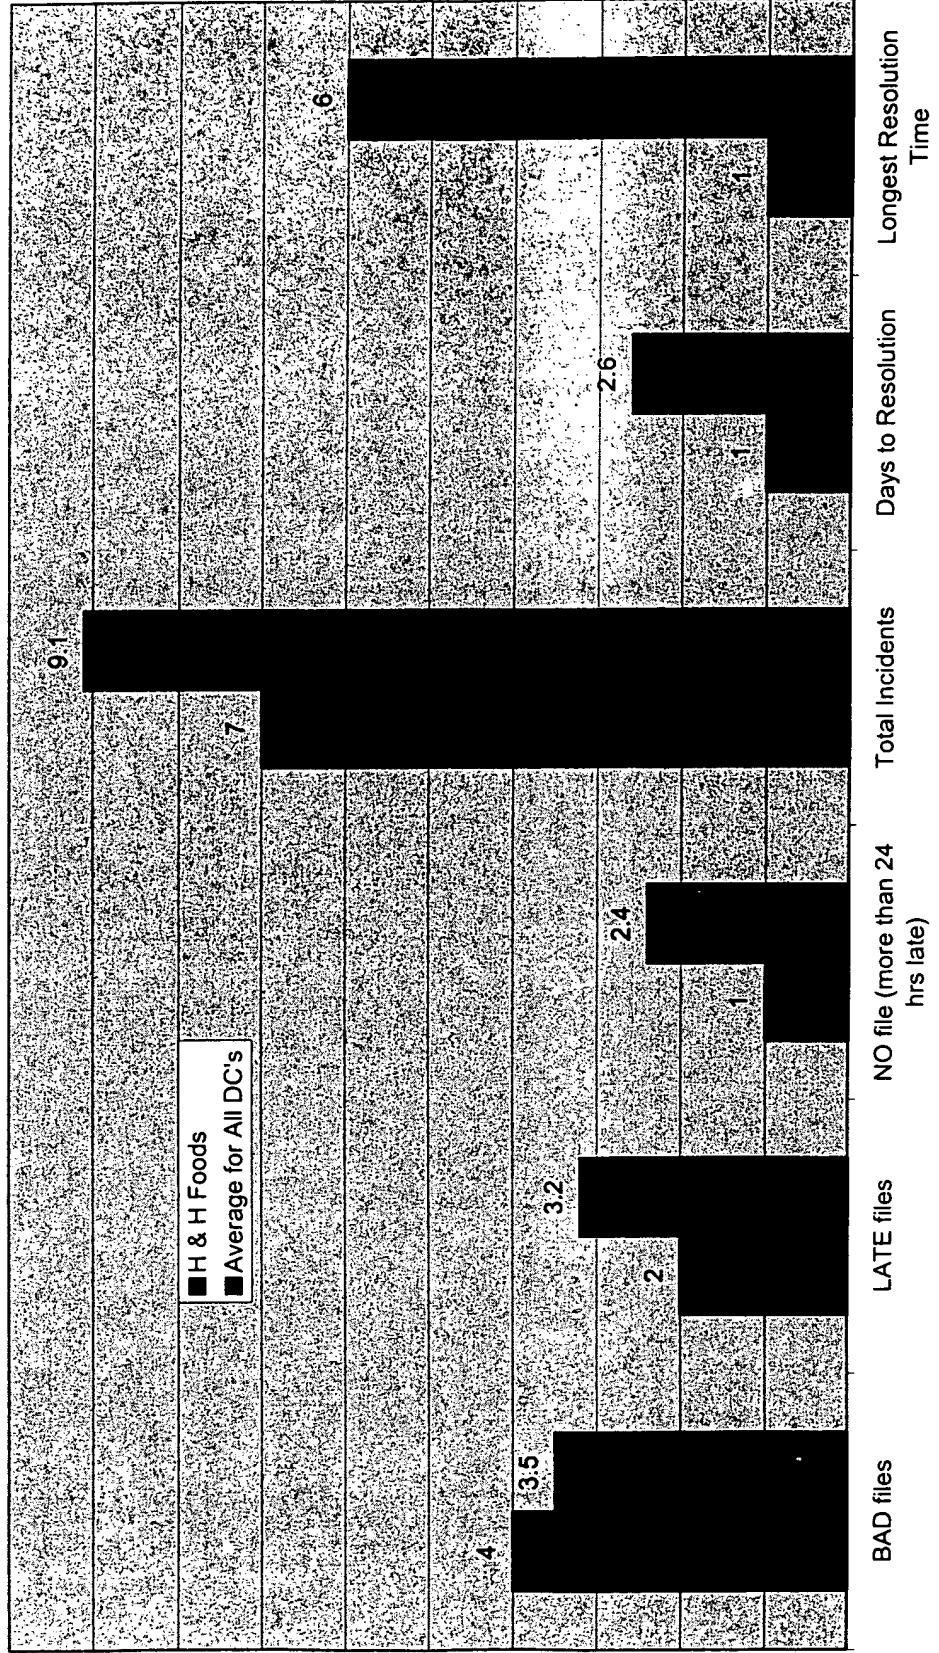 9.1
7
6
4
3.5
3.2
2
1
2.4
1
2.6
1
H & H Foods
Average for All DC's
BAD files
LATE files
NO file (more than 24
hrs late)
Total Incidents
Days to Resolution
Longest Resolution
Time